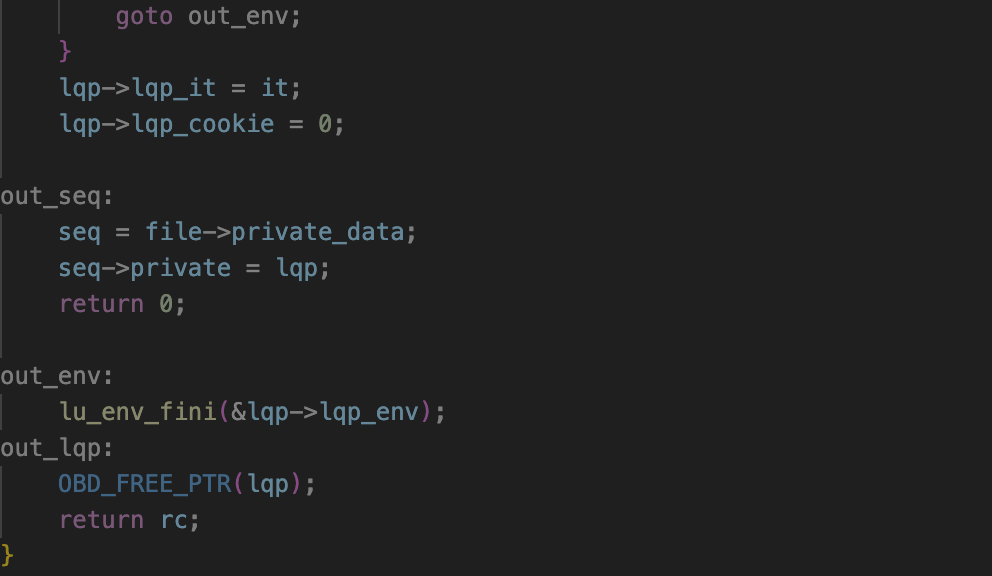 goto out_env;
}
lqp->lqp_it = it;
lqp->lqp_cookie = 0;
out_seq:
seq = file->private_data;
seq->private = lqp;
return 0;
out_env:
lu_env_fini(&lqp->lqp_env);
out_lqp:
OBD_FREE_PTR(lqp);
return rc;
}